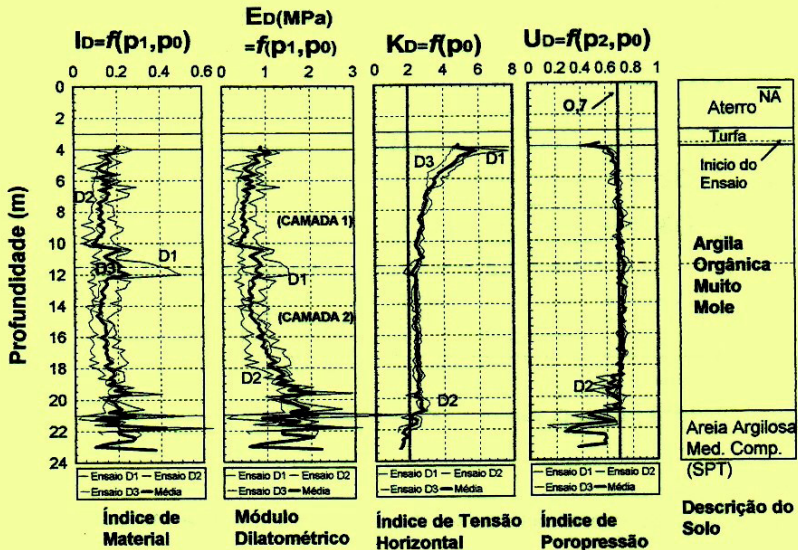 ID=f(p1,p0)
0 0.2 0.4 0.6
ED(MPa)
=f(p1,p0)
0 1 2 3
KD=f(p0)
0 2 4 6 8
UD=f(p2,p0)
0 0.2 0.4 0.6 0.8 1
Profundidade (m)
0
2
4
6
8
10
12
14
16
18
20
22
24
D2
D1
D3
(CAMADA 1)
D1
(CAMADA 2)
D2
D3
D1
D2
0,7
D2
NA
Aterro
Turfa
Inicio do
Ensaio
Argila
Orgânica
Muito
Mole
Areia Argilosa
Med. Comp.
(SPT)
Ensaio D1 Ensaio D2
Ensaio D3 Média
Ensaio D1 Ensaio D2
Ensaio D3 Média
Ensaio D1 Ensaio D2
Ensaio D3 Média
Ensaio D1 Ensaio D2
Ensaio D3 Média
Índice de
Material
Módulo
Dilatométrico
Índice de Tensão
Horizontal
Índice de
Poropressão
Descrição do
Solo